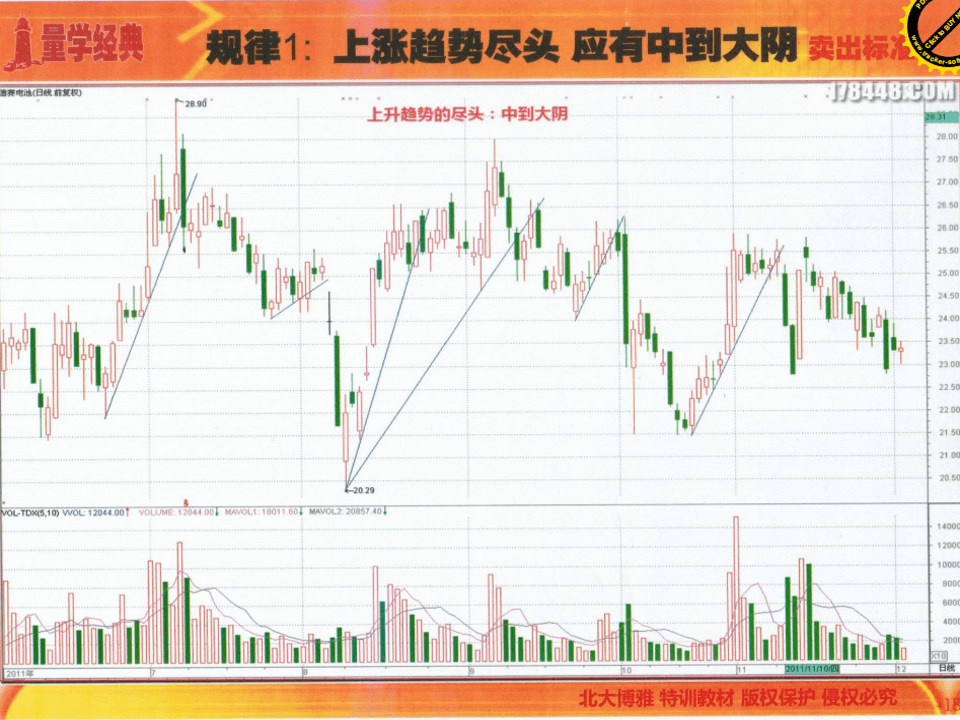 量学经典
规律1: 上涨趋势尽头 应有中到大阴 卖出标准
Click to BUY N
www.tracker-soft
178448.COM
德赛电池(日线 前复权)
上升趋势的尽头：中到大阴
28.90
20.29
28.31
28.00
27.50
27.00
26.50
26.00
25.50
25.00
24.50
24.00
23.50
23.00
22.50
22.00
21.50
21.00
20.50
VOL-TDX(5,10) VVOL: 12044.00↑ VOLUME: 12044.00↓ MAVOL1: 18011.60↓ MAVOL2: 20857.40↓
14000
12000
10000
8000
6000
4000
2000
X10
2011年 7 8 9 10 11 2011/11/10/四 12 日线
北大博雅 特训教材 版权保护 侵权必究